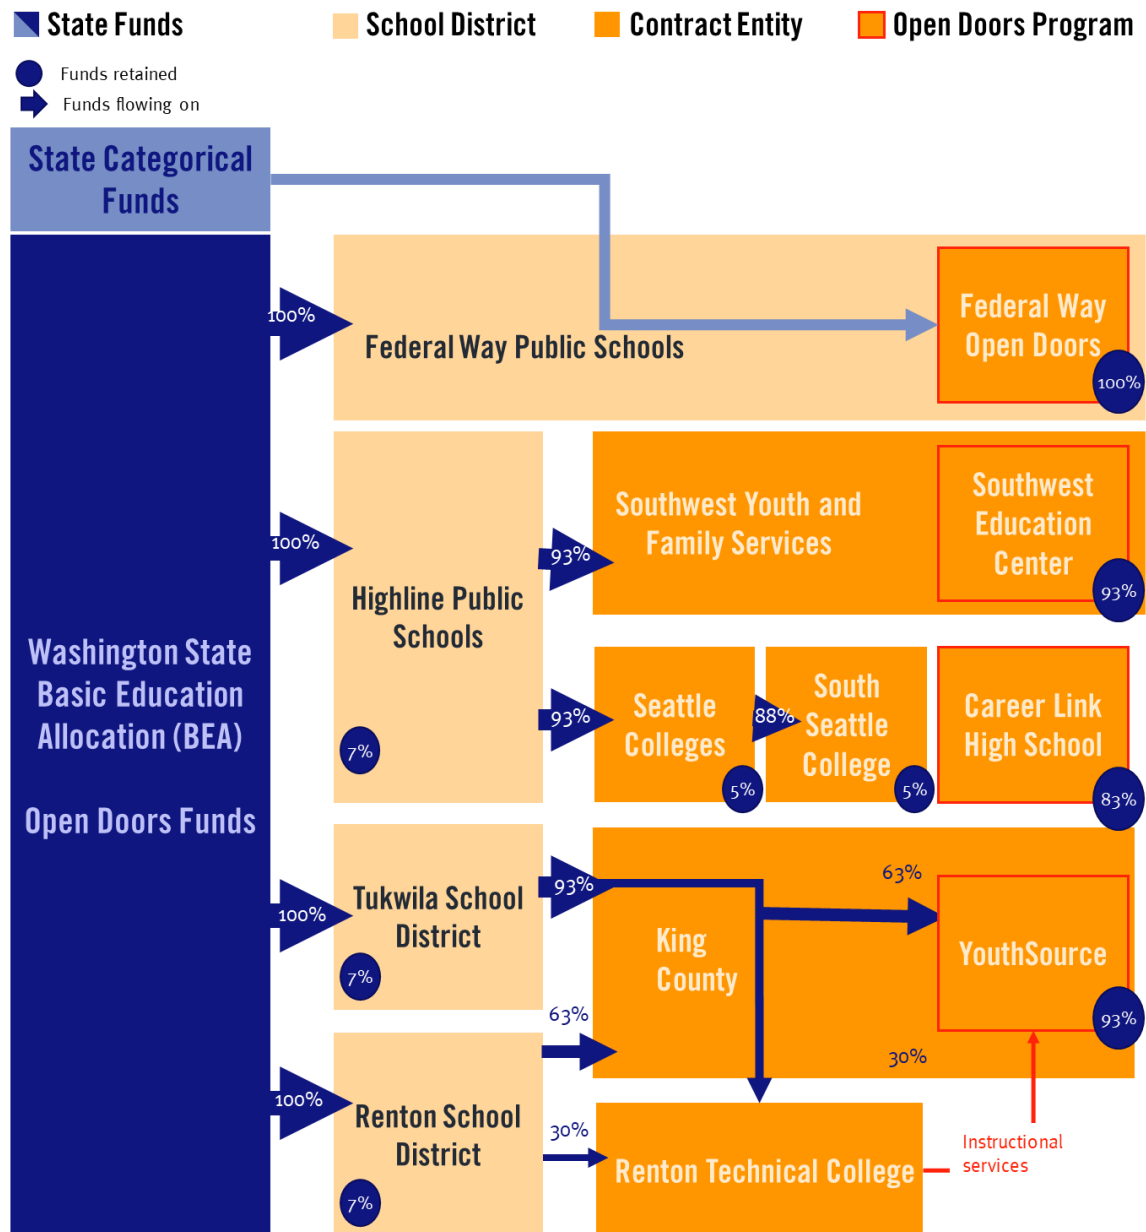 State Funds
School District
Contract Entity
Open Doors Program
Funds retained
Funds flowing on
State Categorical
Funds
100%
Federal Way Public Schools
Federal Way
Open Doors
100%
100%
Highline Public
Schools
7%
93%
Southwest Youth and
Family Services
Southwest
Education
Center
93%
93%
Seattle
Colleges
5%
88%
South
Seattle
College
5%
Career Link
High School
83%
Washington State
Basic Education
Allocation (BEA)
Open Doors Funds
100%
Tukwila School
District
7%
93%
King
County
63%
YouthSource
93%
63%
30%
100%
Renton School
District
7%
30%
Renton Technical College
Instructional
services